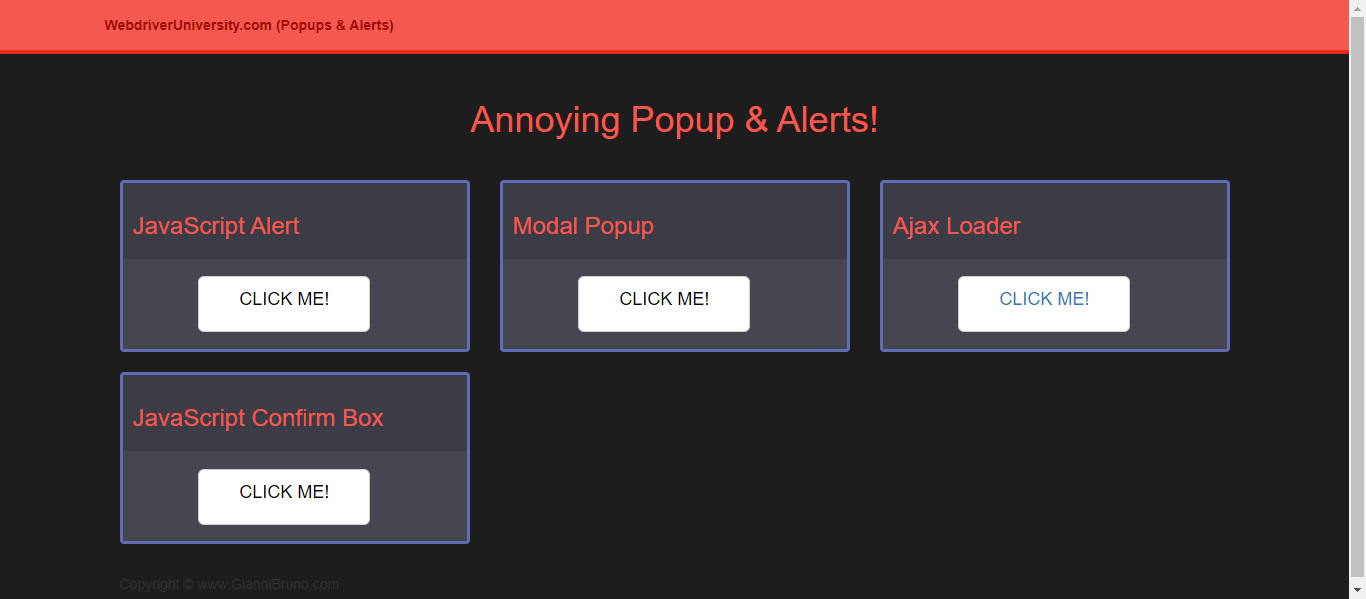 WebdriverUniversity.com (Popups & Alerts)
Annoying Popup & Alerts!
JavaScript Alert
CLICK ME!
Modal Popup
CLICK ME!
Ajax Loader
CLICK ME!
JavaScript Confirm Box
CLICK ME!
Copyright © www.GianniBruno.com